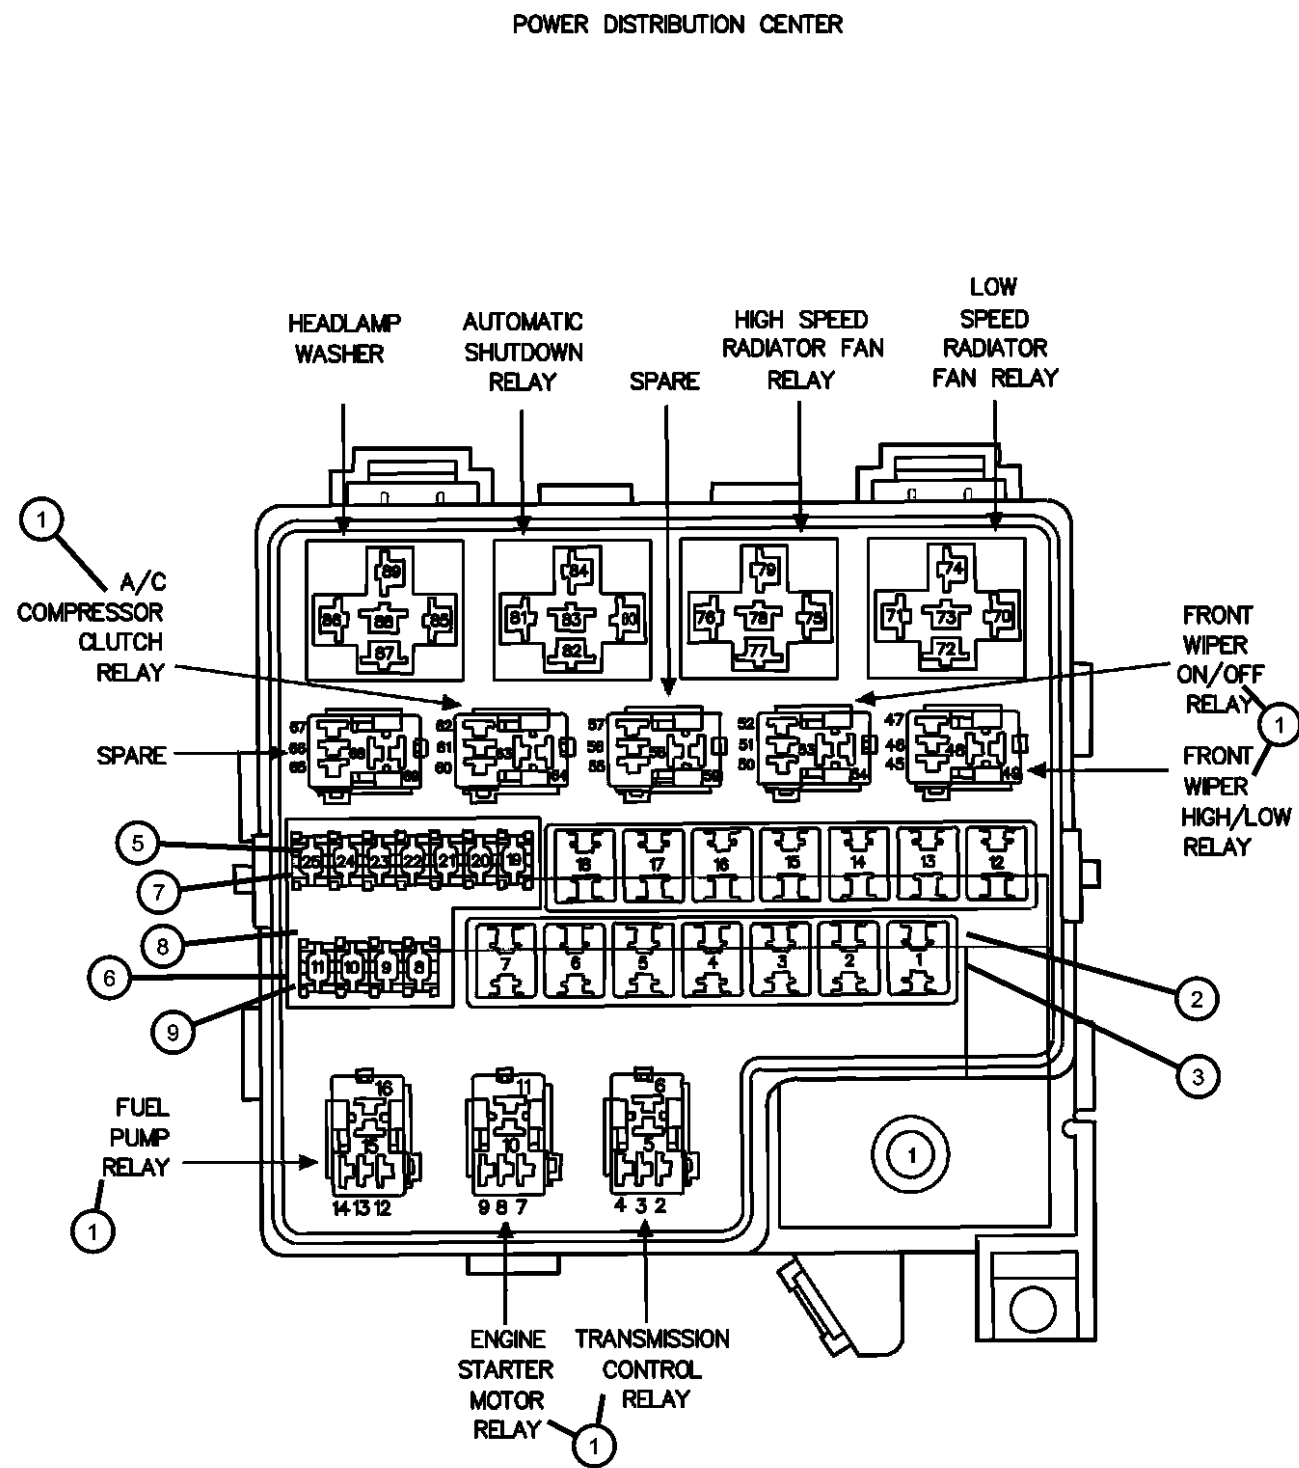 POWER DISTRIBUTION CENTER
LOW
SPEED
RADIATOR
FAN RELAY
HIGH SPEED
RADIATOR FAN
RELAY
SPARE
AUTOMATIC
SHUTDOWN
RELAY
HEADLAMP
WASHER
1
A/C
COMPRESSOR
CLUTCH
RELAY
89
86 88 85
87
84
81 83 80
82
79
76 78 75
77
74
71 73 70
72
FRONT
WIPER
ON/OFF
RELAY
1
SPARE
67
66 68
65 69
62
61 63
60 64
57
56 58
55 59
52
51 53
50 54
47
46 48
45 49
FRONT
WIPER
HIGH/LOW
RELAY
5
7
25 24 23 22 21 20 19
18 17 16 15 14 13 12
8
6
9
11 10 9 8
7 6 5 4 3 2 1
2
3
FUEL
PUMP
RELAY
1
16
15
14 13 12
11
10
9 8 7
6
5
4 3 2
1
ENGINE
STARTER
MOTOR
RELAY
TRANSMISSION
CONTROL
RELAY
1